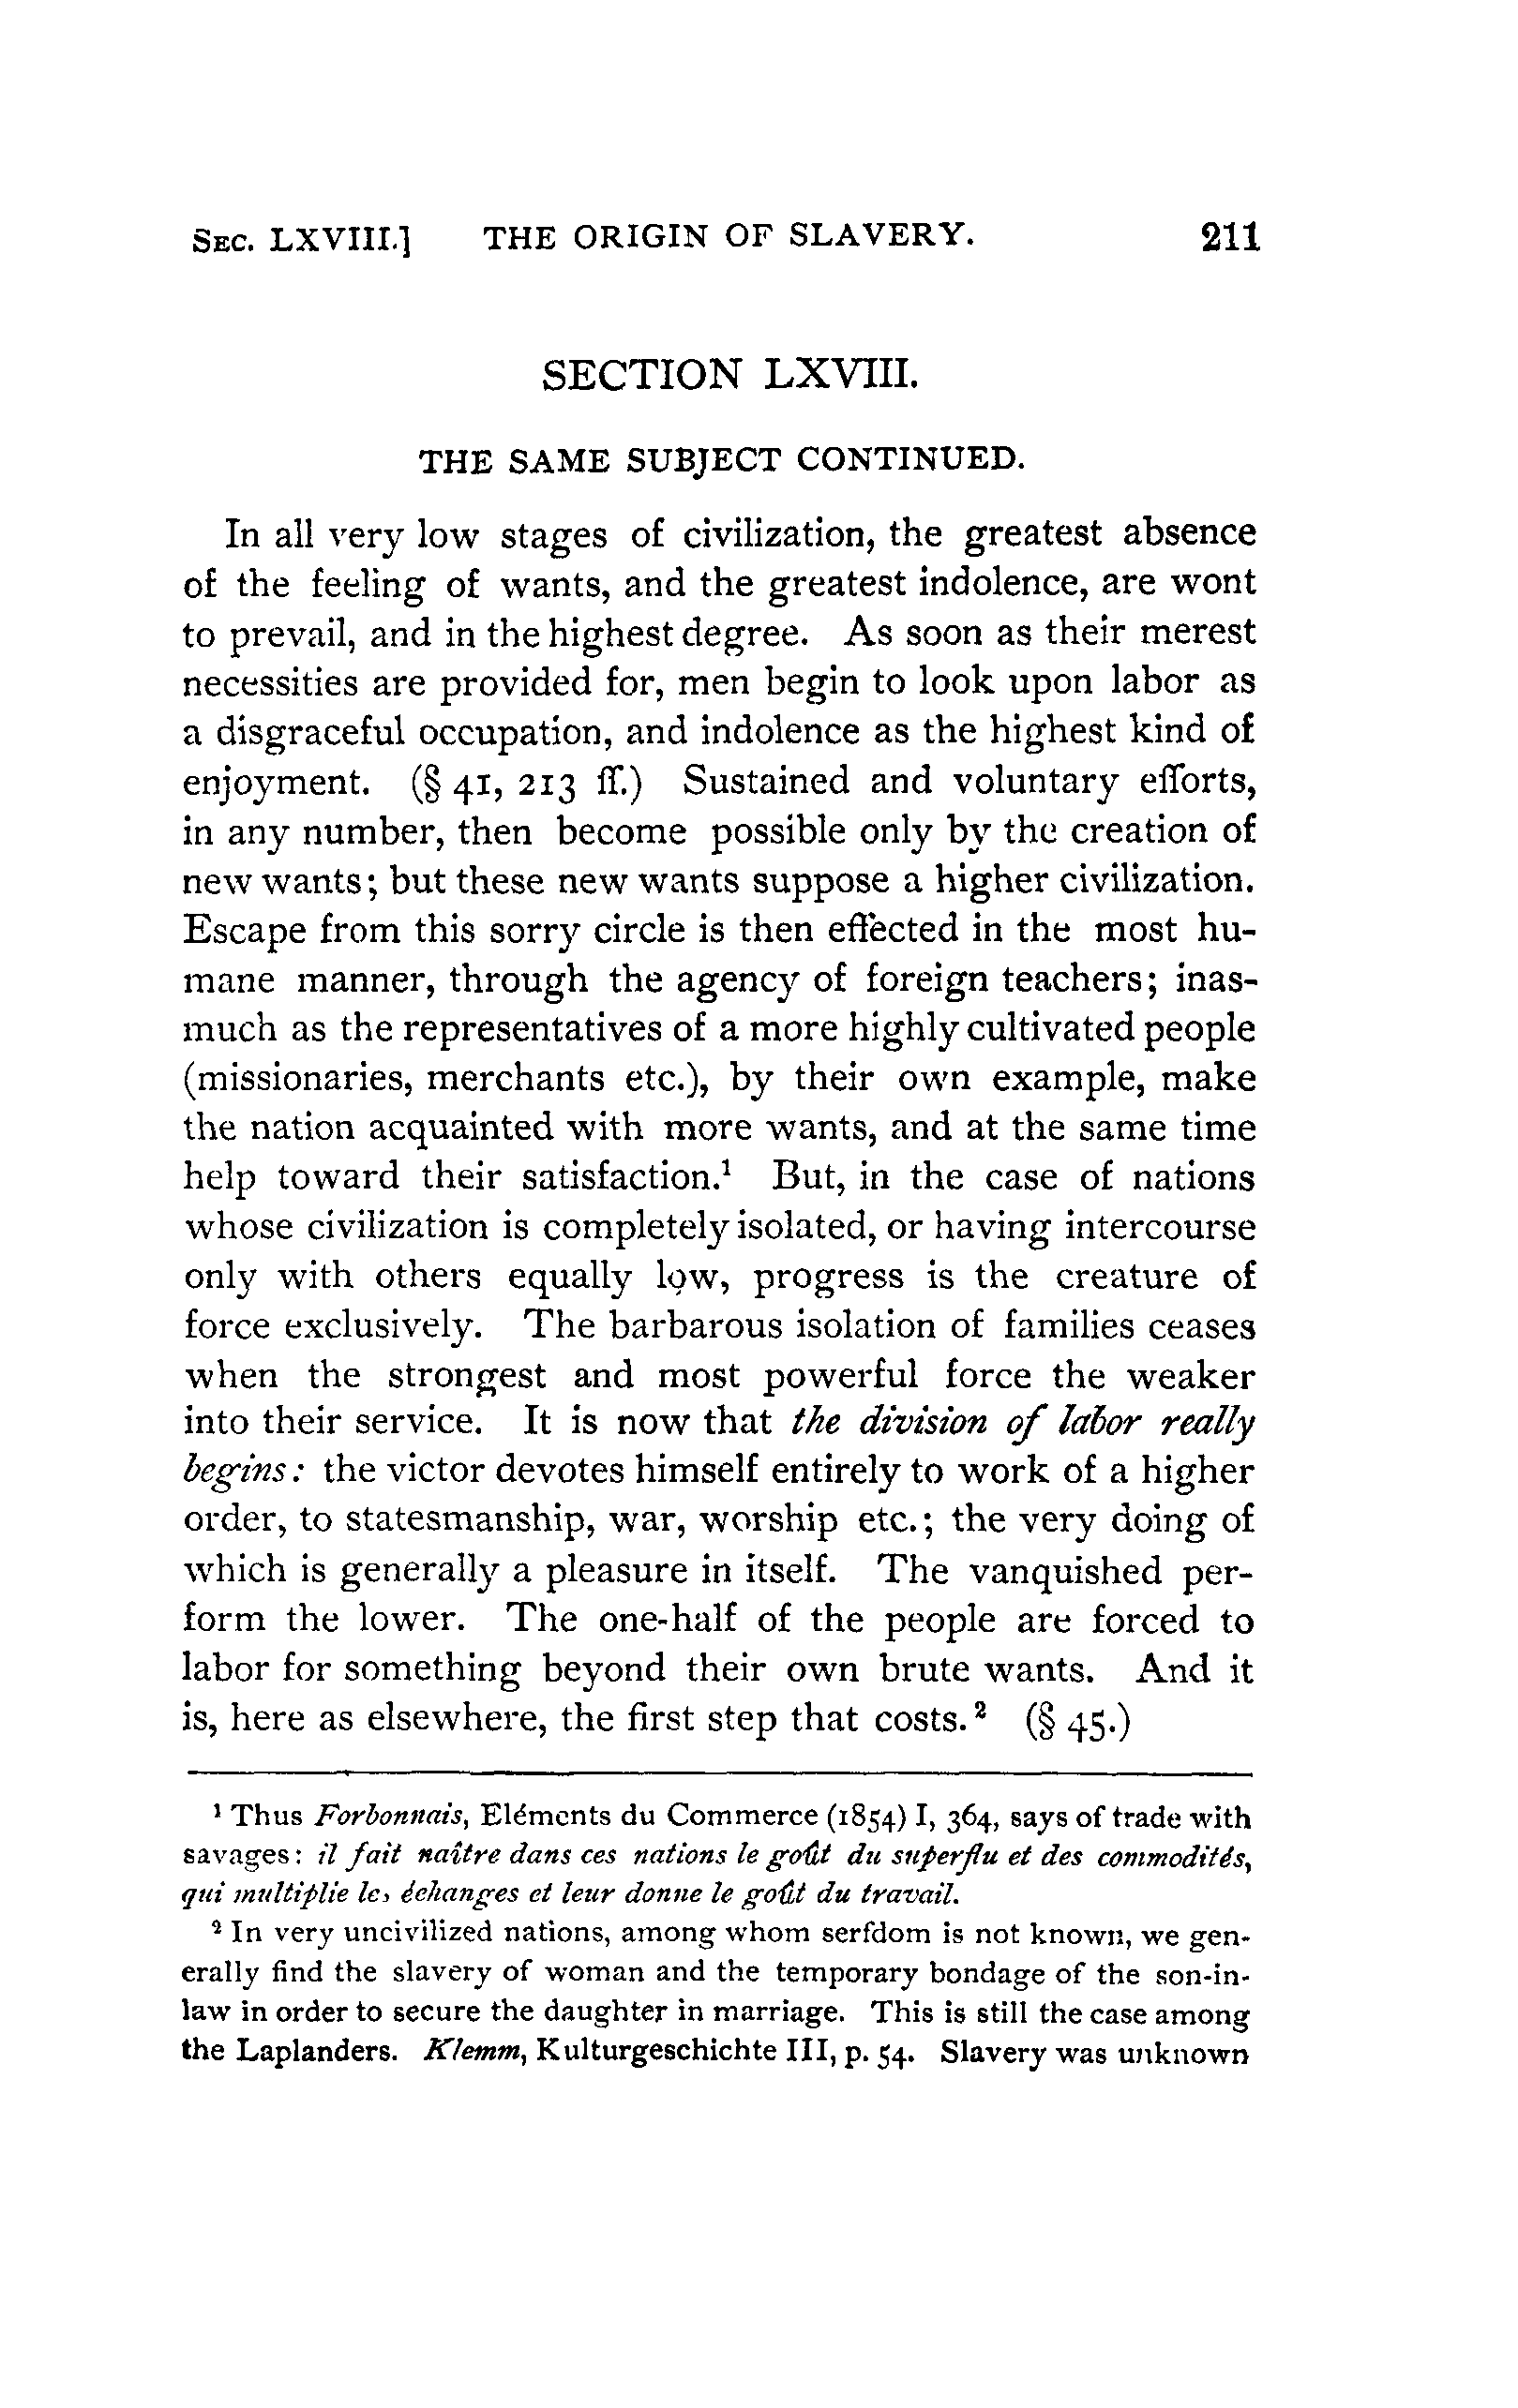 SEC. LXVIII.] THE ORIGIN OF SLAVERY. 211
SECTION LXVIII.
THE SAME SUBJECT CONTINUED.
In all very low stages of civilization, the greatest absence
of the feeling of wants, and the greatest indolence, are wont
to prevail, and in the highest degree. As soon as their merest
necessities are provided for, men begin to look upon labor as
a disgraceful occupation, and indolence as the highest kind of
enjoyment. (§ 41, 213 ff.) Sustained and voluntary efforts,
in any number, then become possible only by the creation of
new wants; but these new wants suppose a higher civilization.
Escape from this sorry circle is then effected in the most hu-
mane manner, through the agency of foreign teachers; inas-
much as the representatives of a more highly cultivated people
(missionaries, merchants etc.), by their own example, make
the nation acquainted with more wants, and at the same time
help toward their satisfaction.¹ But, in the case of nations
whose civilization is completely isolated, or having intercourse
only with others equally low, progress is the creature of
force exclusively. The barbarous isolation of families ceases
when the strongest and most powerful force the weaker
into their service. It is now that the division of labor really
begins: the victor devotes himself entirely to work of a higher
order, to statesmanship, war, worship etc.; the very doing of
which is generally a pleasure in itself. The vanquished per-
form the lower. The one-half of the people are forced to
labor for something beyond their own brute wants. And it
is, here as elsewhere, the first step that costs.² (§ 45.)
¹ Thus Forbonnais, Eléments du Commerce (1854) I, 364, says of trade with
savages: il fait naître dans ces nations le goût du superflu et des commodités,
qui multiplie les échanges et leur donne le goût du travail.
² In very uncivilized nations, among whom serfdom is not known, we gen-
erally find the slavery of woman and the temporary bondage of the son-in-
law in order to secure the daughter in marriage. This is still the case among
the Laplanders. Klemm, Kulturgeschichte III, p. 54. Slavery was unknown